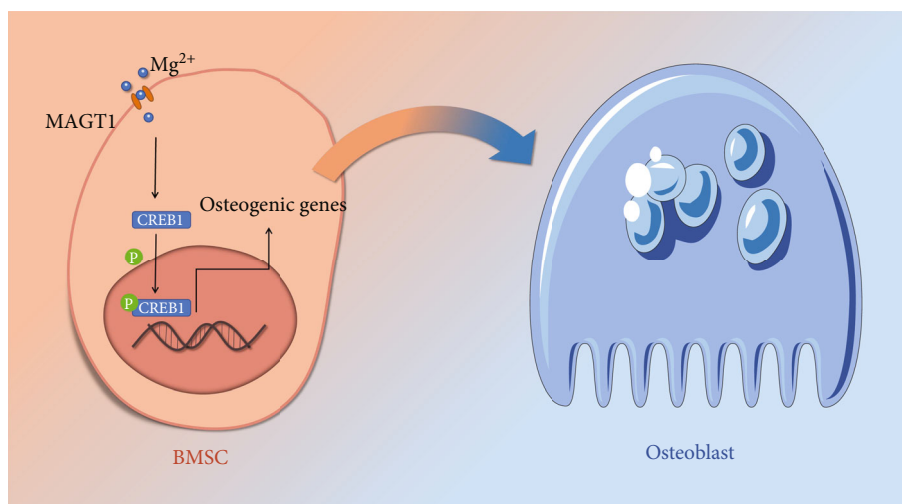 Mg²⁺
MAGT1
CREB1
Osteogenic genes
P
P
CREB1
BMSC
Osteoblast